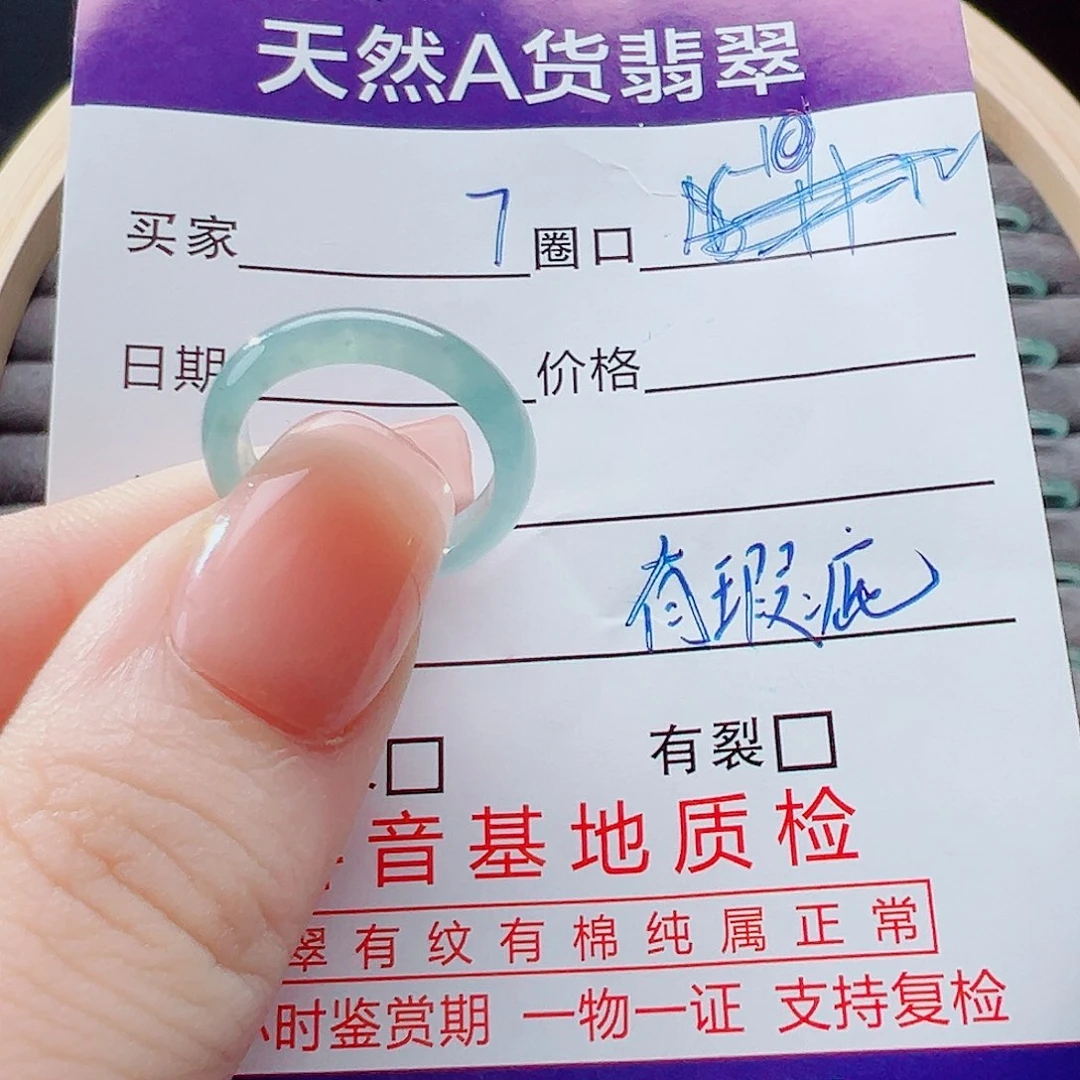 天然A货翡翠
买家 7 圈口
日期 价格
有瑕疵
有裂
音基地质检
翠有纹有棉纯属正常
小时鉴赏期 一物一证 支持复检